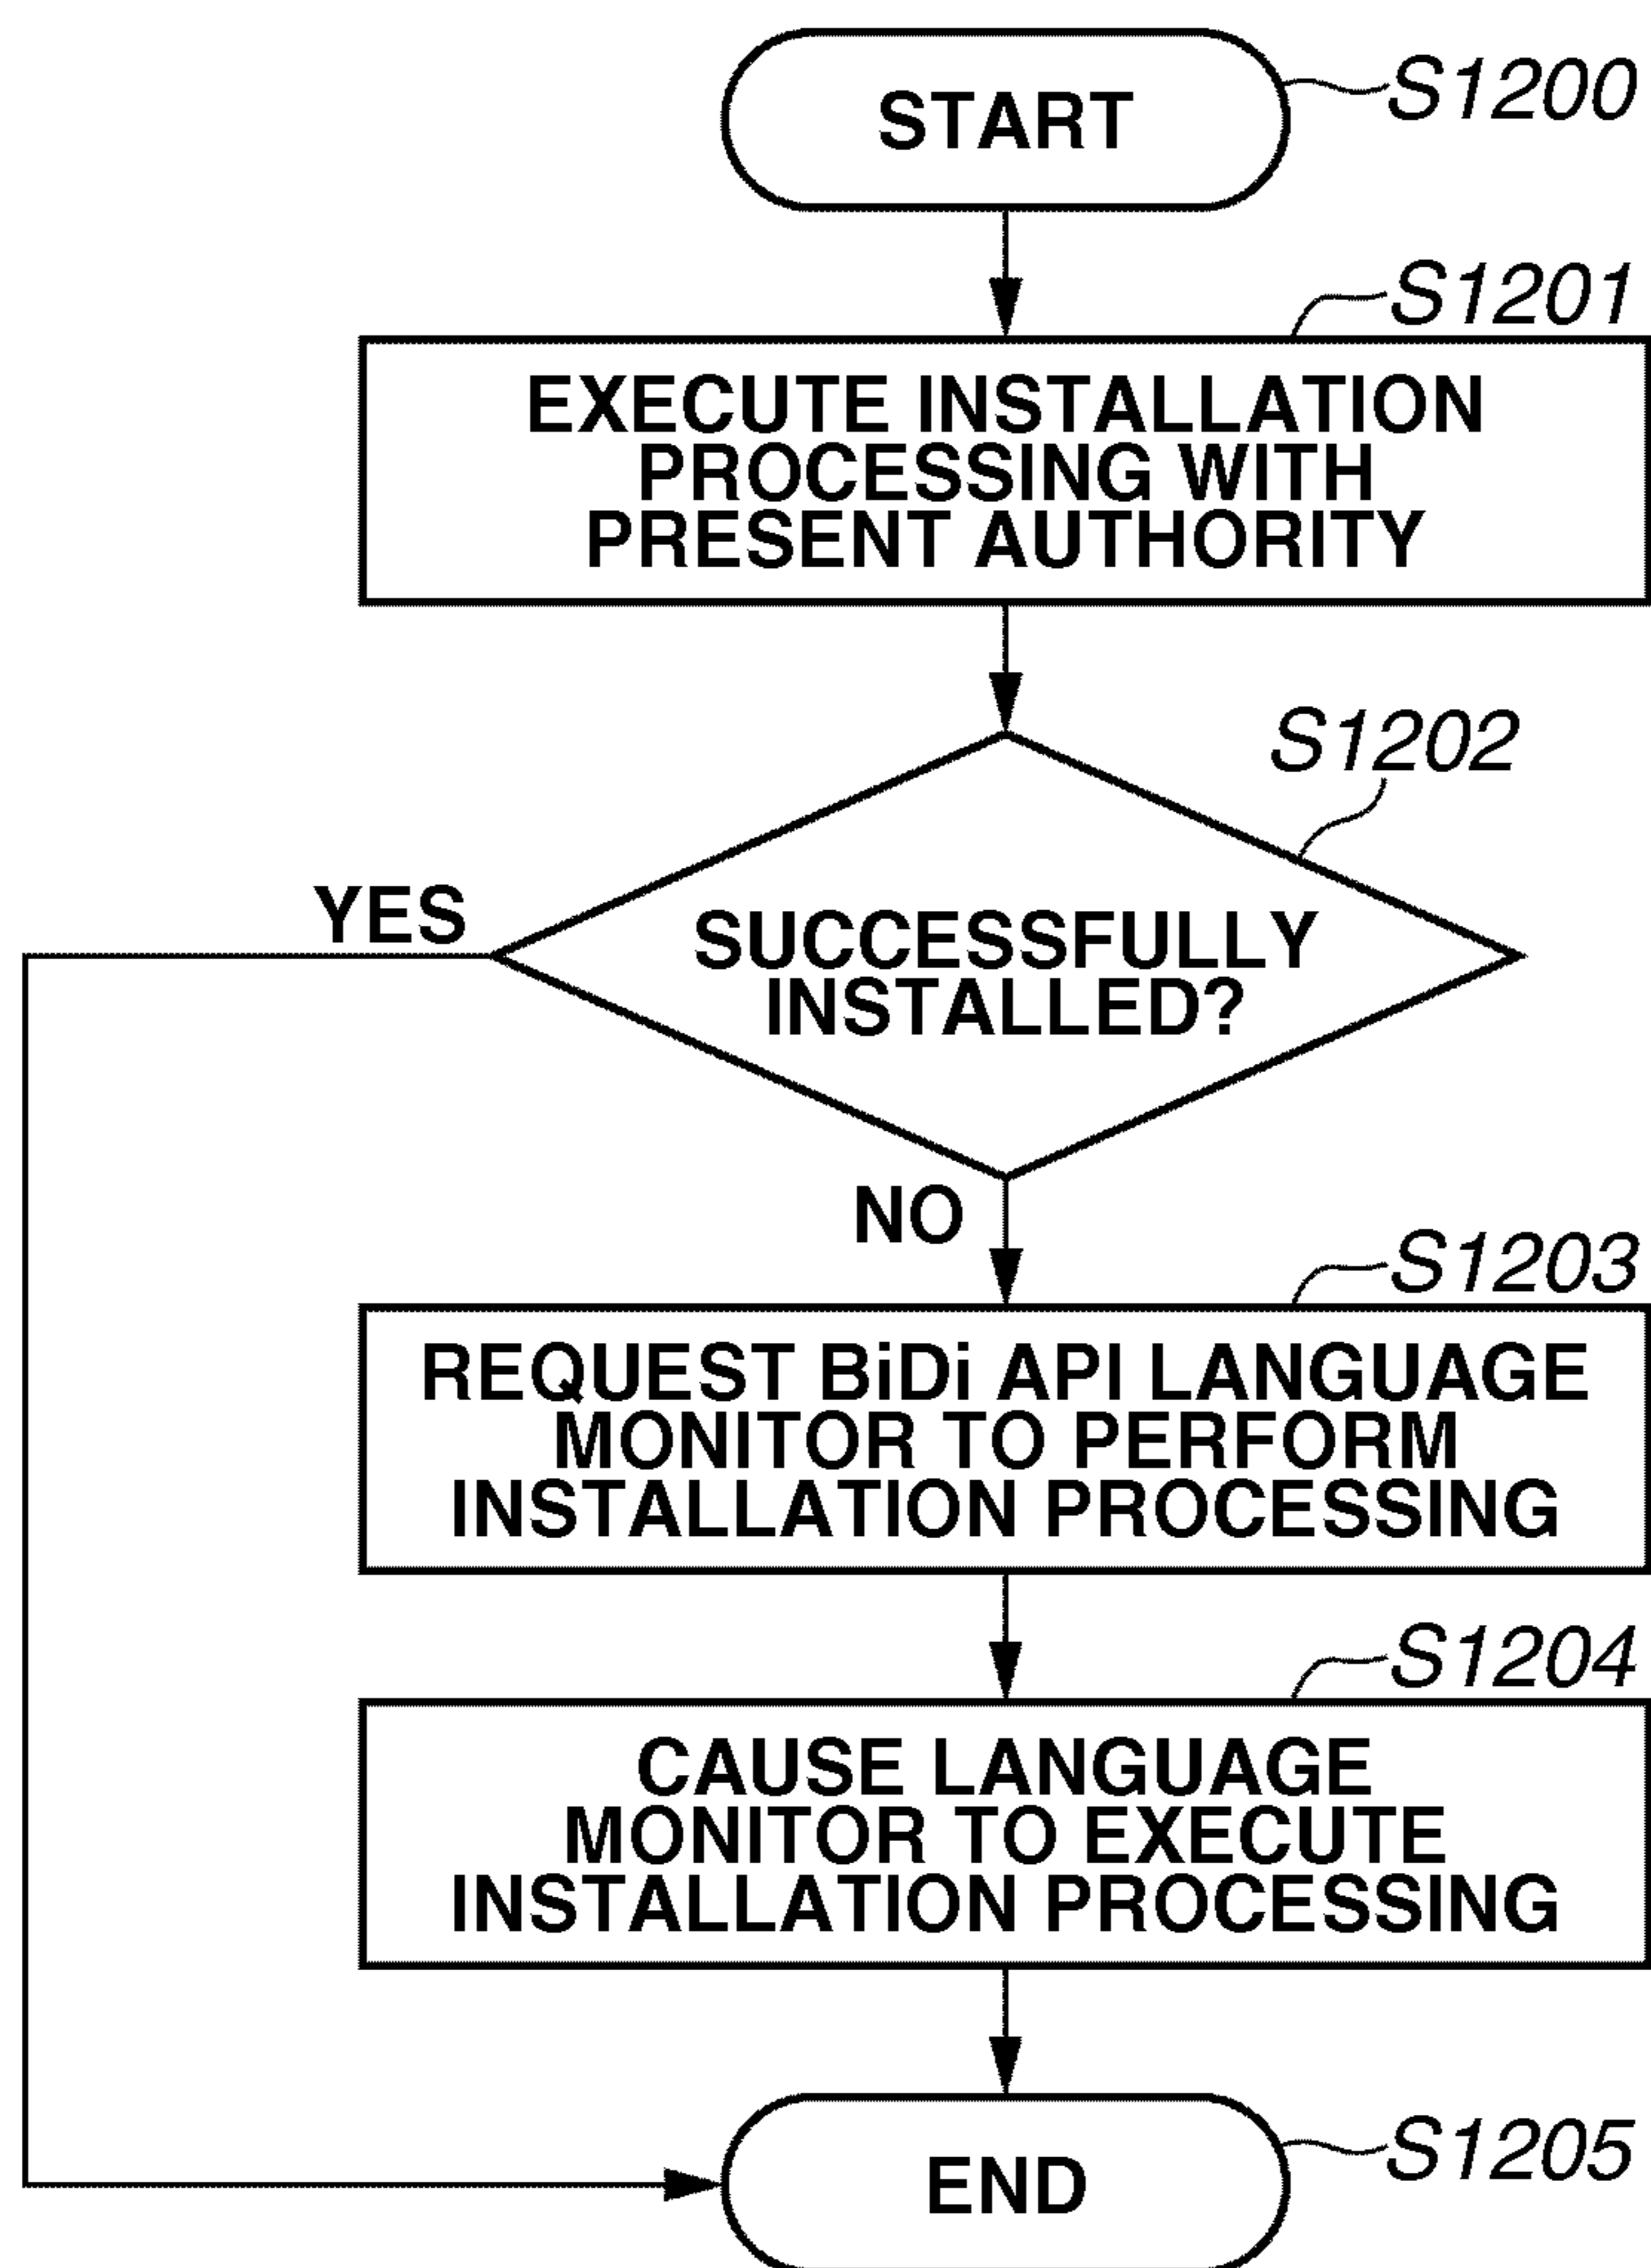 START
S1200
S1201
EXECUTE INSTALLATION
PROCESSING WITH
PRESENT AUTHORITY
S1202
YES
SUCCESSFULLY
INSTALLED?
NO
S1203
REQUEST BiDi API LANGUAGE
MONITOR TO PERFORM
INSTALLATION PROCESSING
S1204
CAUSE LANGUAGE
MONITOR TO EXECUTE
INSTALLATION PROCESSING
S1205
END